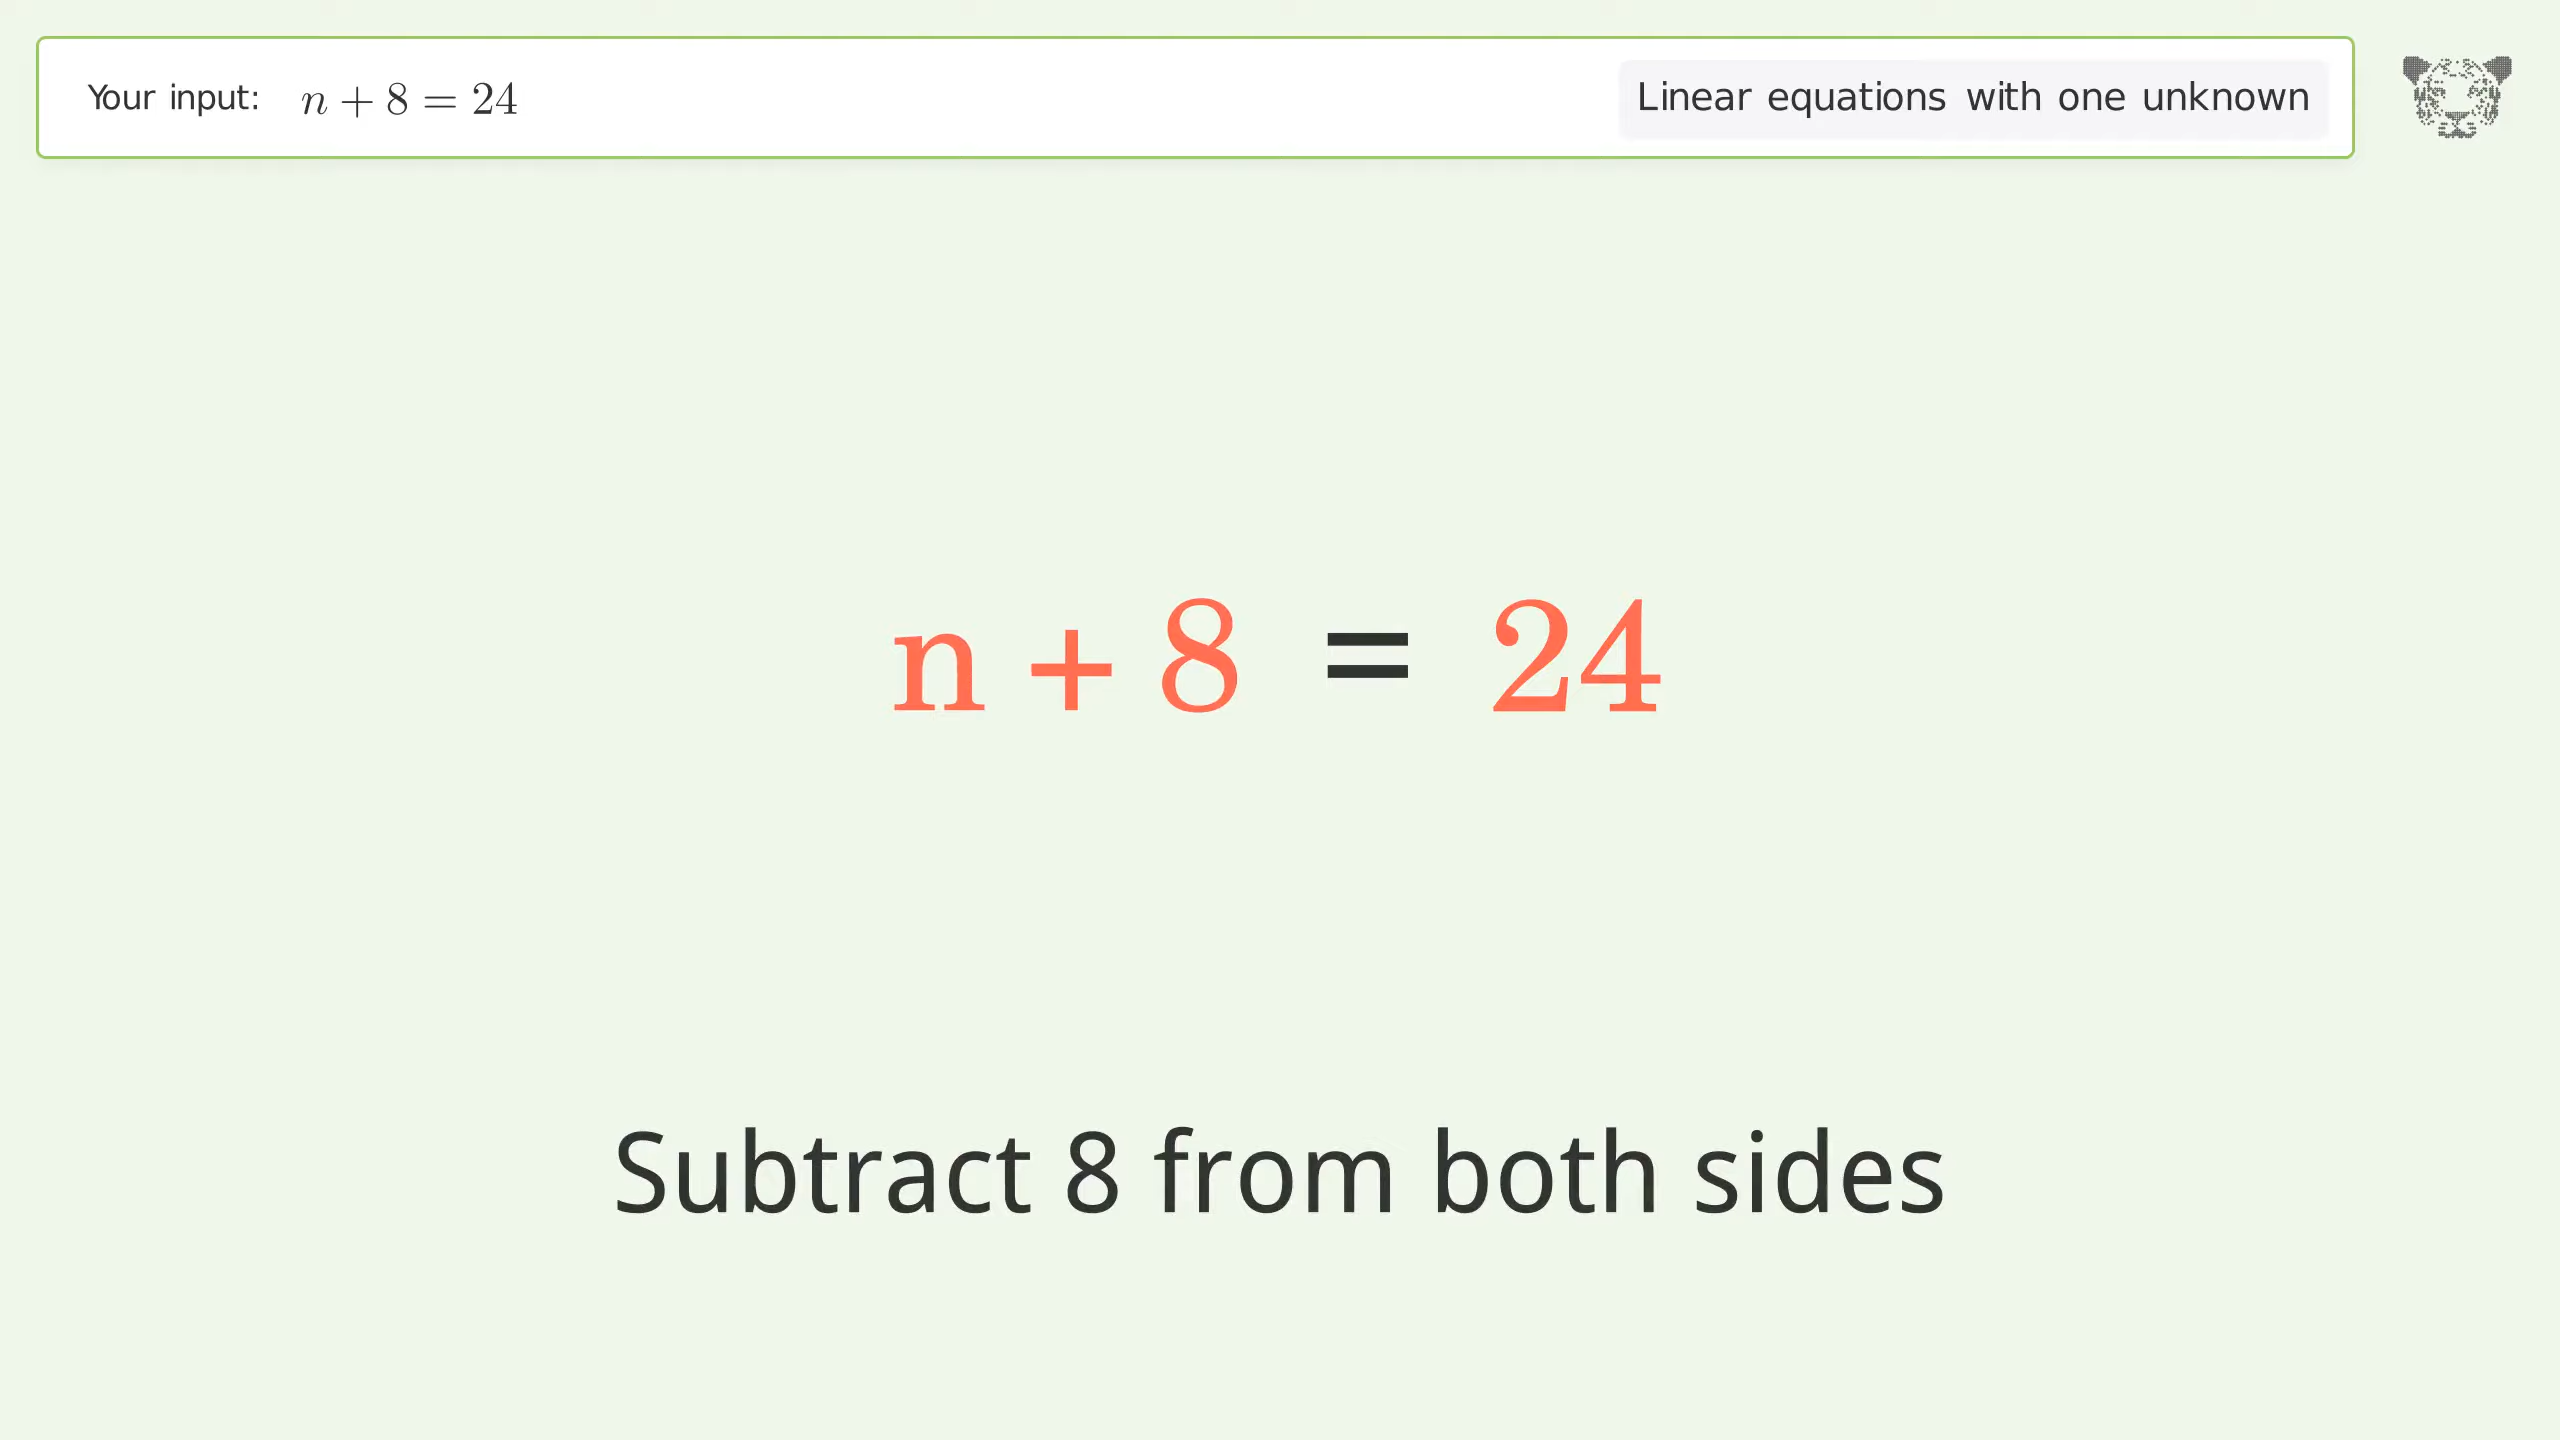 Your input: n + 8 = 24
Linear equations with one unknown
n + 8 = 24
Subtract 8 from both sides